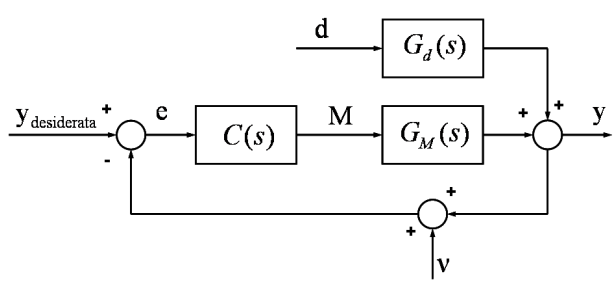 d
G_d(s)
+
+
y_desiderata
+
e
C(s)
M
G_M(s)
+
y
-
+
+
ν